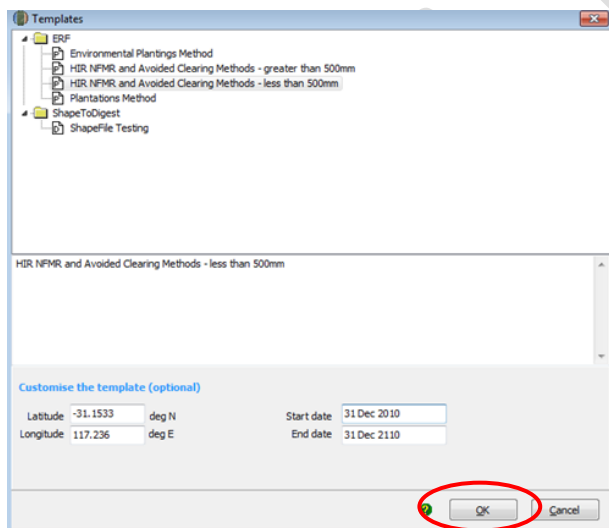 Templates
ERF
Environmental Plantings Method
HIR NFMR and Avoided Clearing Methods - greater than 500mm
HIR NFMR and Avoided Clearing Methods - less than 500mm
Plantations Method
ShapeToDigest
ShapeFile Testing
HIR NFMR and Avoided Clearing Methods - less than 500mm
Customise the template (optional)
Latitude -31.1533 deg N Start date 31 Dec 2010
Longitude 117.236 deg E End date 31 Dec 2110
? OK Cancel